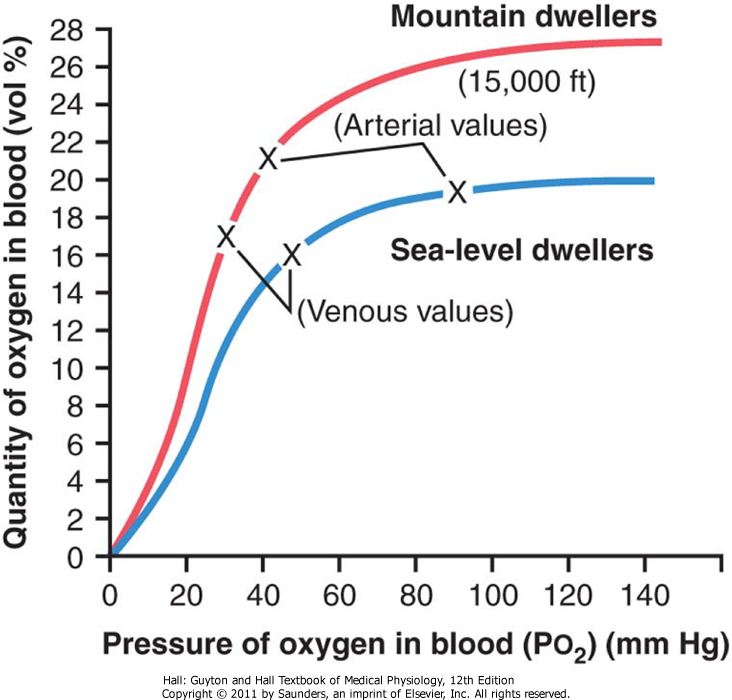 Mountain dwellers
(15,000 ft)
(Arterial values)
Sea-level dwellers
(Venous values)
Quantity of oxygen in blood (vol %)
28
26
24
22
20
18
16
14
12
10
8
6
4
2
0
X
X
X
X
0 20 40 60 80 100 120 140
Pressure of oxygen in blood (PO₂) (mm Hg)
Hall: Guyton and Hall Textbook of Medical Physiology, 12th Edition
Copyright © 2011 by Saunders, an imprint of Elsevier, Inc. All rights reserved.